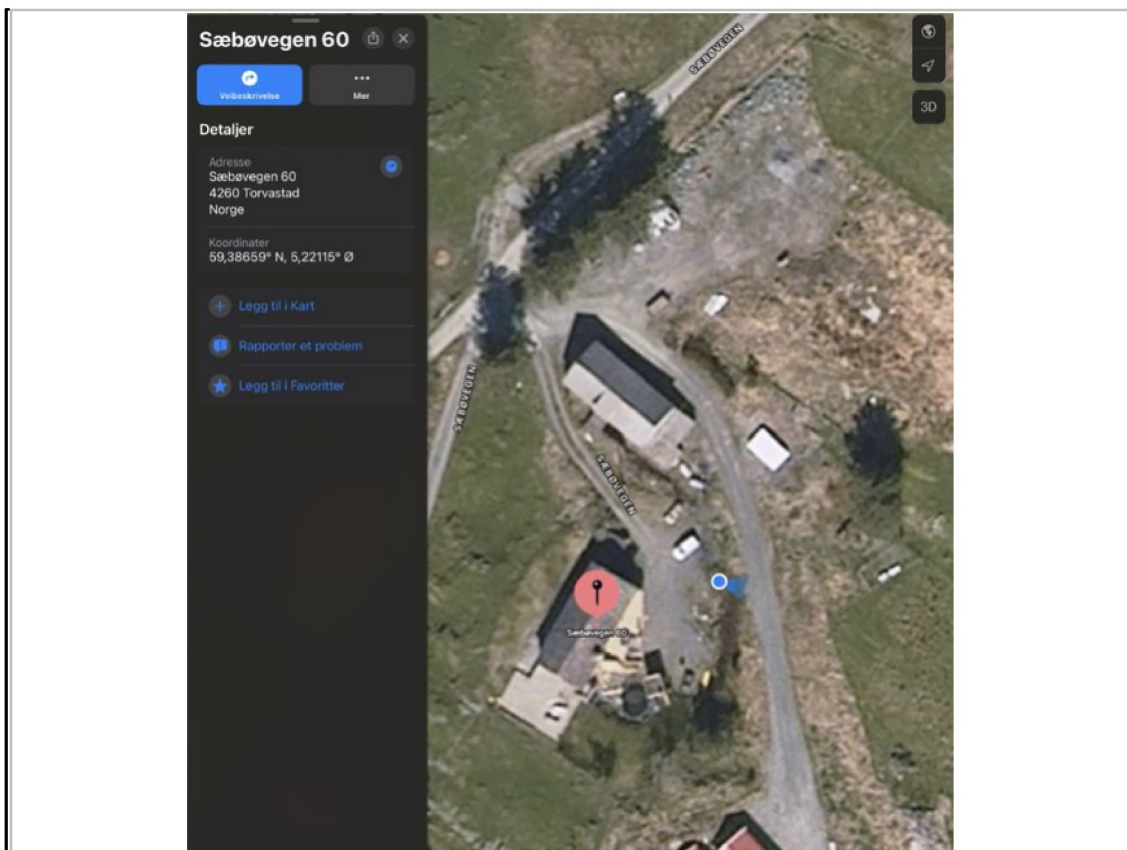 Sæbøvegen 60
Veibeskrivelse
Mer
Detaljer
Adresse
Sæbøvegen 60
4260 Torvastad
Norge
Koordinater
59,38659° N, 5,22115° Ø
Legg til i Kart
Rapporter et problem
Legg til i Favoritter
SÆBØVEGEN
3D
SÆBØVEGEN
SÆBØVEGEN
Sæbøvegen 60